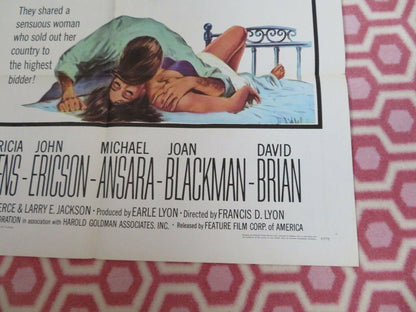 They shared a
sensuous woman
who sold out her
country to
the highest
bidder!
RICIA JOHN MICHAEL JOAN DAVID
ENS - ERICSON - ANSARA - BLACKMAN - BRIAN
ERCE & LARRY E. JACKSON • Produced by EARLE LYON • Directed by FRANCIS D. LYON
ORATION in association with HAROLD GOLDMAN ASSOCIATES, INC. • Released by FEATURE FILM CORP. of AMERICA